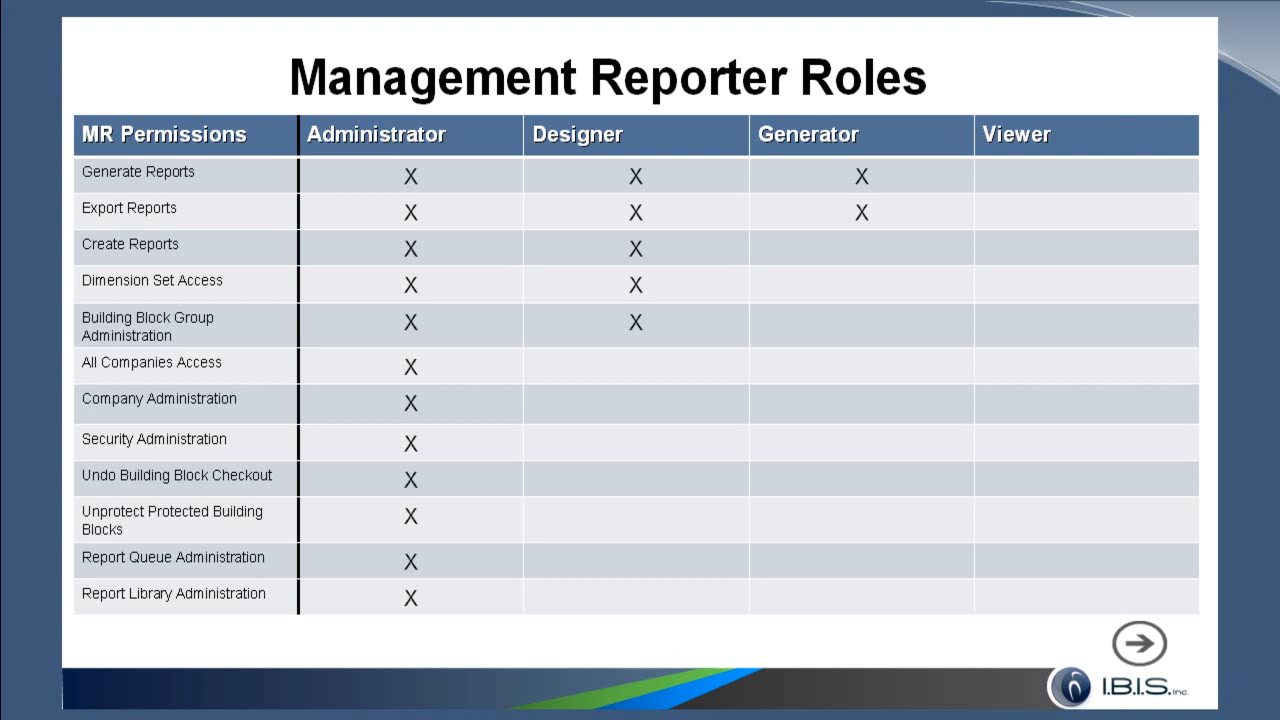 Management Reporter Roles
MR Permissions Administrator Designer Generator Viewer
Generate Reports X X X
Export Reports X X X
Create Reports X X
Dimension Set Access X X
Building Block Group
Administration X X
All Companies Access X
Company Administration X
Security Administration X
Undo Building Block Checkout X
Unprotect Protected Building
Blocks X
Report Queue Administration X
Report Library Administration X
I.B.I.S. Inc.